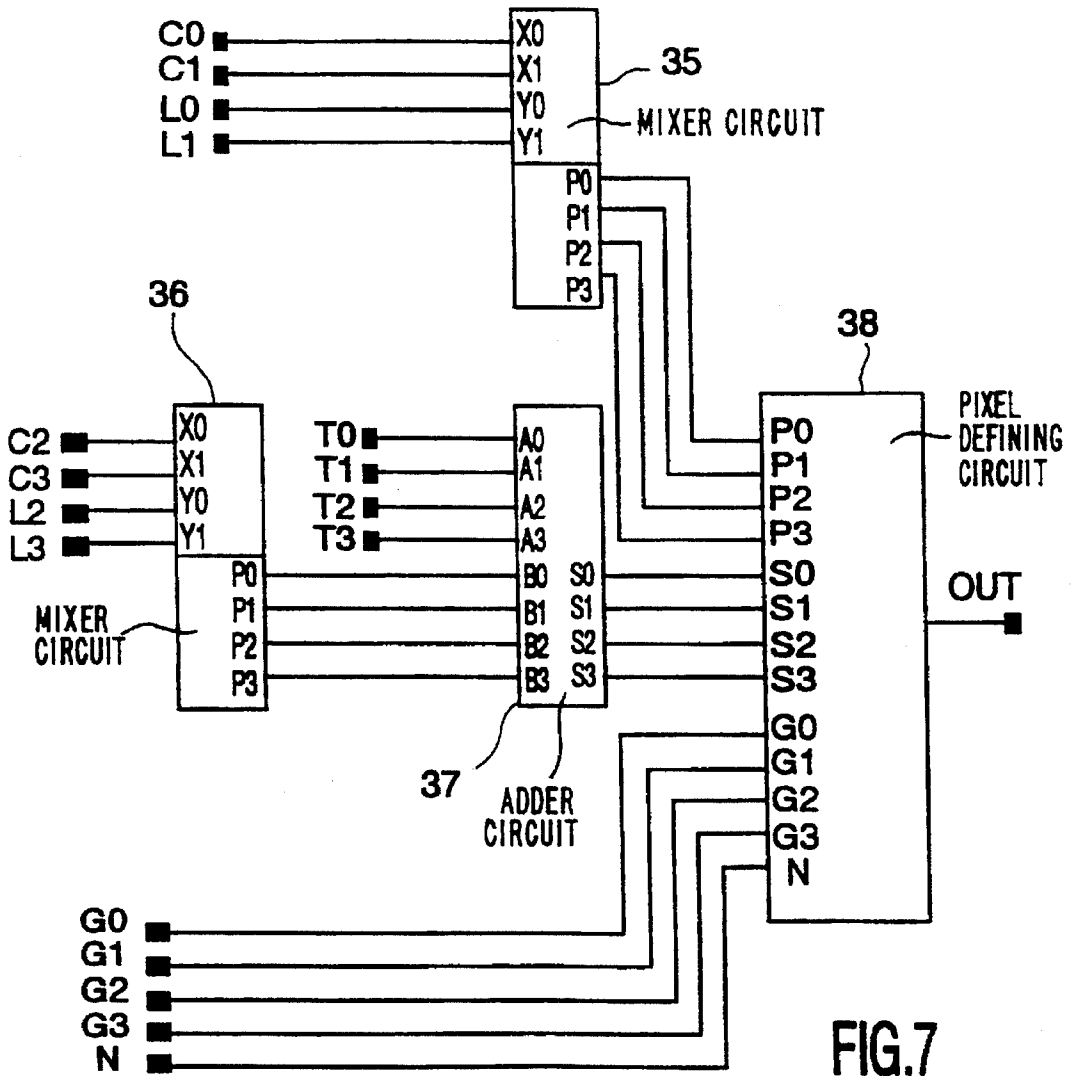 C0
C1
L0
L1
X0
X1
Y0
Y1
35
MIXER CIRCUIT
P0
P1
P2
P3
36
C2
C3
L2
L3
X0
X1
Y0
Y1
P0
P1
P2
P3
MIXER
CIRCUIT
T0
T1
T2
T3
A0
A1
A2
A3
B0
B1
B2
B3
S0
S1
S2
S3
37
ADDER
CIRCUIT
38
PIXEL
DEFINING
CIRCUIT
P0
P1
P2
P3
S0
S1
S2
S3
G0
G1
G2
G3
N
OUT
G0
G1
G2
G3
N
FIG.7